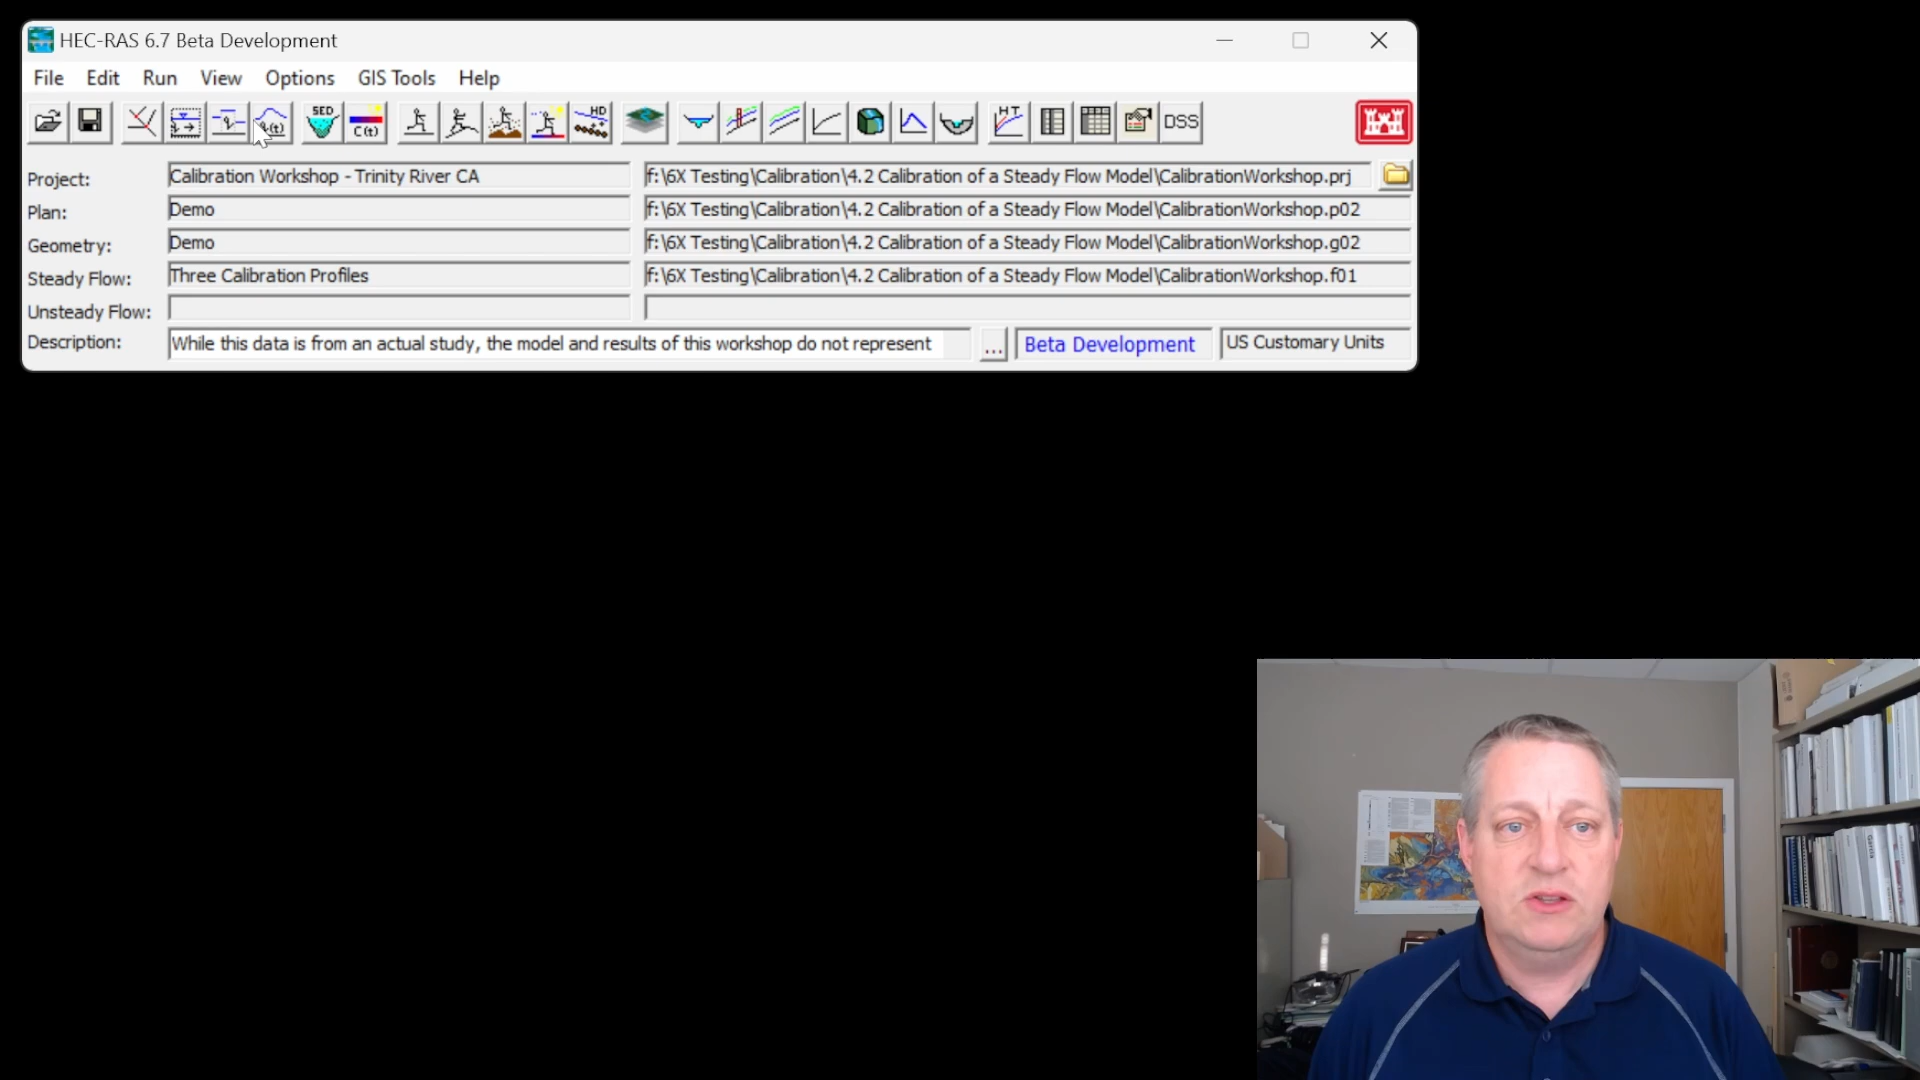 HEC-RAS 6.7 Beta Development
File Edit Run View Options GIS Tools Help
SED C(t) HD HT DSS
Project: Calibration Workshop - Trinity River CA f:\6X Testing\Calibration\4.2 Calibration of a Steady Flow Model\CalibrationWorkshop.prj
Plan: Demo f:\6X Testing\Calibration\4.2 Calibration of a Steady Flow Model\CalibrationWorkshop.p02
Geometry: Demo f:\6X Testing\Calibration\4.2 Calibration of a Steady Flow Model\CalibrationWorkshop.g02
Steady Flow: Three Calibration Profiles f:\6X Testing\Calibration\4.2 Calibration of a Steady Flow Model\CalibrationWorkshop.f01
Unsteady Flow:
Description: While this data is from an actual study, the model and results of this workshop do not represent ... Beta Development US Customary Units